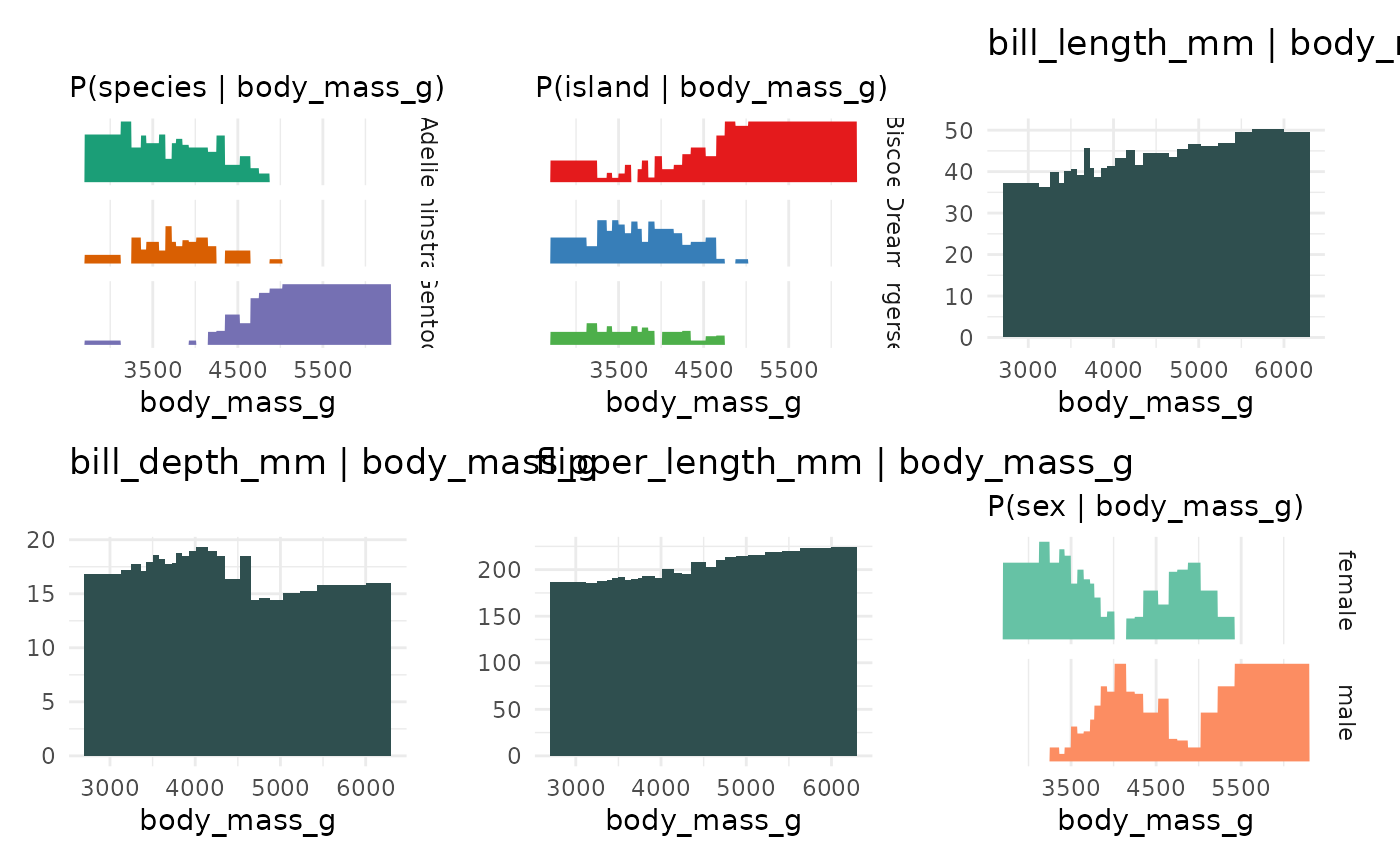 bill_length_mm | body_m
P(species | body_mass_g)
Adelie
3500 4500 5500
body_mass_g
P(island | body_mass_g)
Biscoe
Dream
3500 4500 5500
body_mass_g
50
40
30
20
10
0
3000 4000 5000 6000
body_mass_g
bill_depth_mm | body_mass_g
flipper_length_mm | body_mass_g
20
15
10
5
0
3000 4000 5000 6000
body_mass_g
200
150
100
50
0
3000 4000 5000 6000
body_mass_g
P(sex | body_mass_g)
female
male
3500 4500 5500
body_mass_g